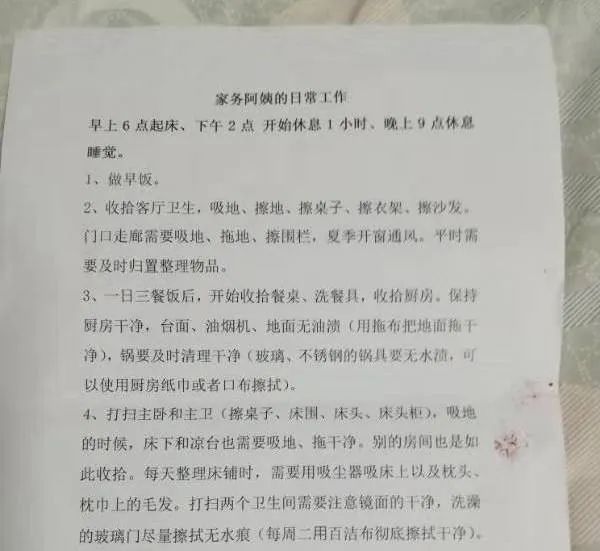 家务阿姨的日常工作
早上6点起床、下午2点 开始休息1小时、晚上9点休息
睡觉。
1、做早饭。
2、收拾客厅卫生，吸地、擦地、擦桌子、擦衣架、擦沙发。
门口走廊需要吸地、拖地、擦围栏，夏季开窗通风。平时需
要及时归置整理物品。
3、一日三餐饭后，开始收拾餐桌、洗餐具，收拾厨房。保持
厨房干净，台面、油烟机、地面无油渍（用拖布把地面拖干
净），锅要及时清理干净（玻璃、不锈钢的锅具要无水渍，可
以使用厨房纸巾或者口布擦拭）。
4、打扫主卧和主卫（擦桌子、床围、床头、床头柜），吸地
的时候，床下和凉台也需要吸地、拖干净。别的房间也是如
此收拾。每天整理床铺时，需要用吸尘器吸床上以及枕头、
枕巾上的毛发。打扫两个卫生间需要注意镜面的干净，洗澡
的玻璃门尽量擦拭无水痕（每周二用百洁布彻底擦拭干净）。